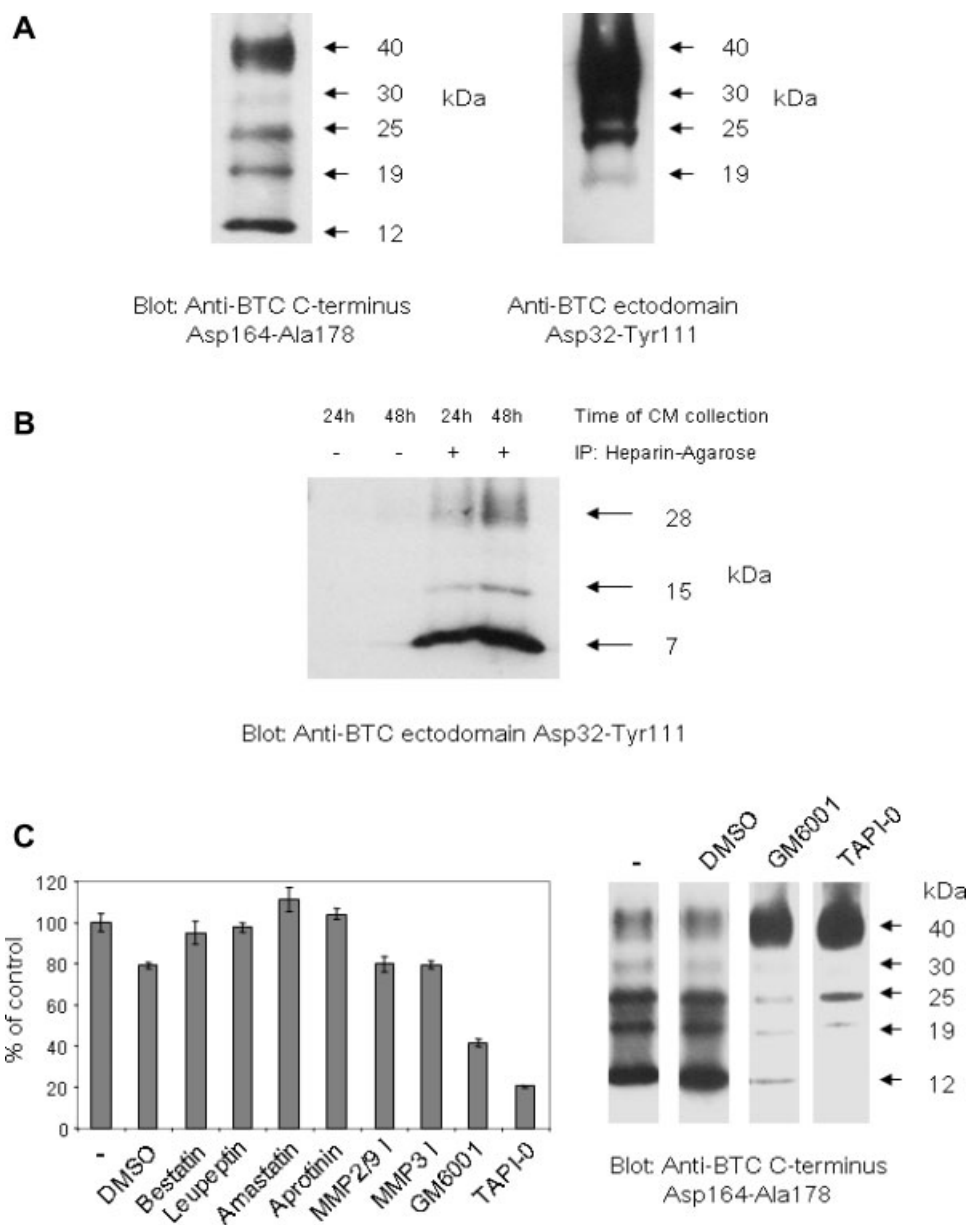 A
40
30
kDa
25
19
12
40
30
kDa
25
19
Blot: Anti-BTC C-terminus
Asp164-Ala178
Anti-BTC ectodomain
Asp32-Tyr111
B
24h 48h 24h 48h Time of CM collection
- - + + IP: Heparin-Agarose
28
15
kDa
7
Blot: Anti-BTC ectodomain Asp32-Tyr111
C
% of control
120
100
80
60
40
20
0
-
DMSO
Bestatin
Leupeptin
Amastatin
Aprotinin
MMP2/9 I
MMP3 I
GM6001
TAPI-0
-
DMSO
GM6001
TAPI-0
kDa
40
30
25
19
12
Blot: Anti-BTC C-terminus
Asp164-Ala178